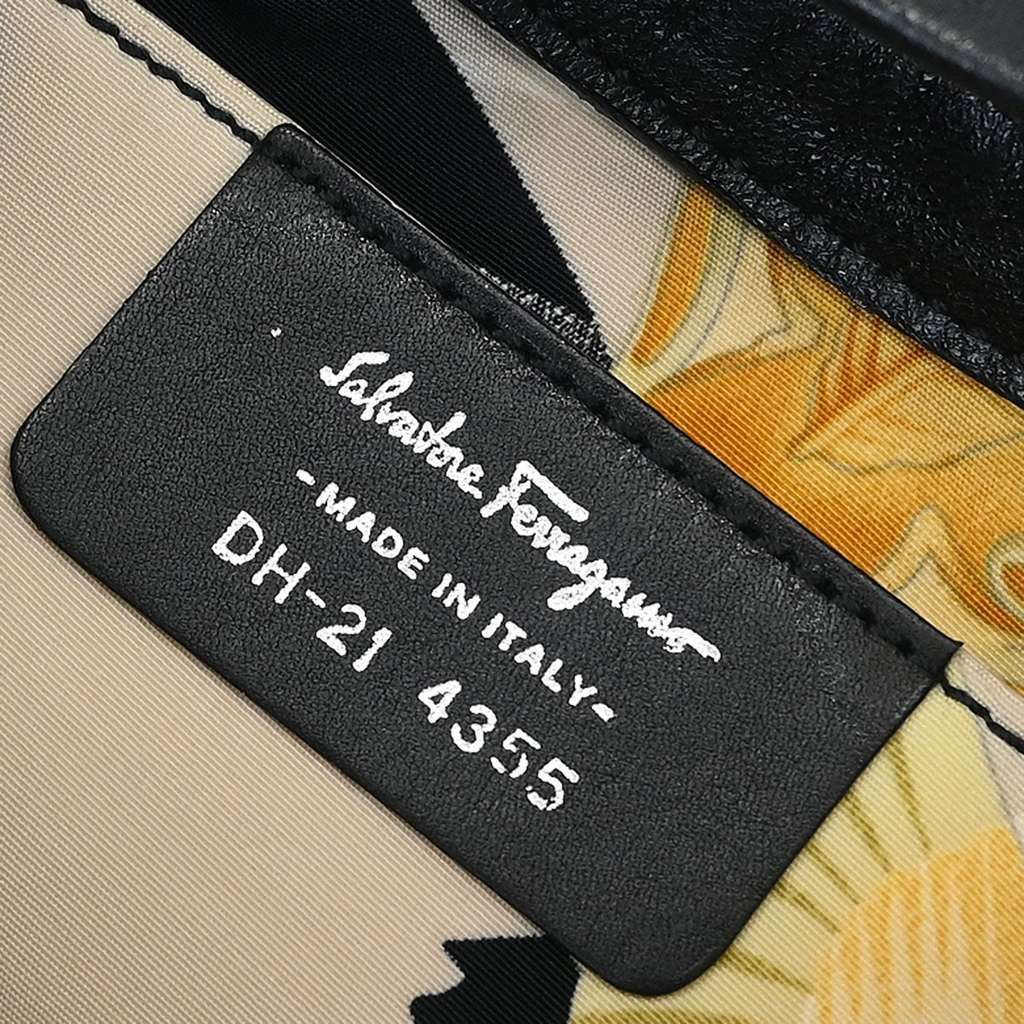 Salvatore Ferragamo
-MADE IN ITALY-
DH-21 4355